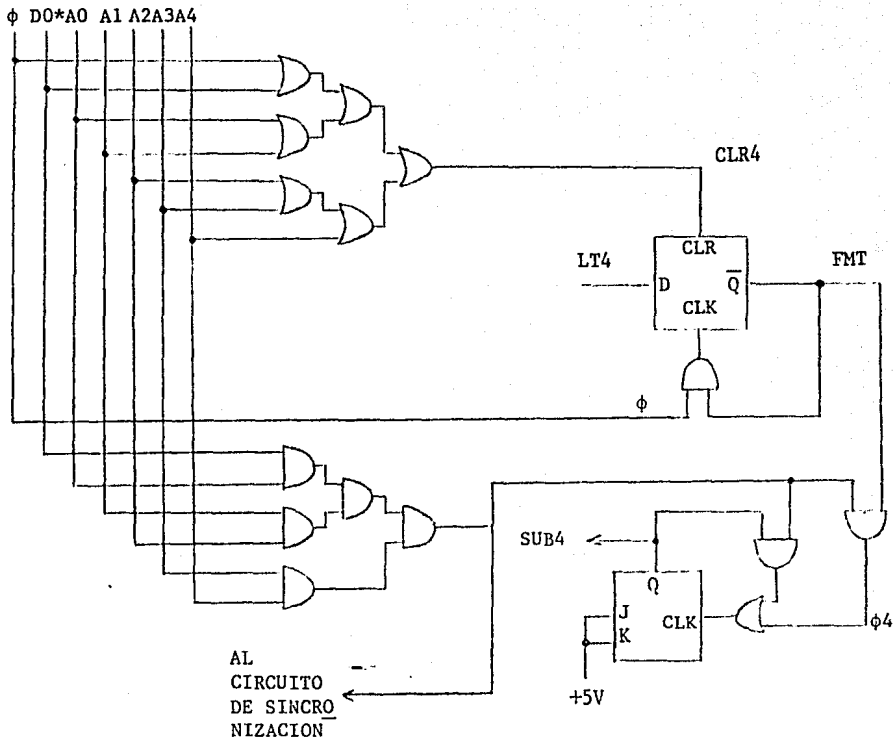 ϕ D0*A0 A1 A2A3A4
CLR4
CLR
LT4
D
Q̅
FMT
CLK
ϕ
SUB4
Q
J
CLK
K
ϕ4
+5V
AL
CIRCUITO
DE SINCRO
NIZACION